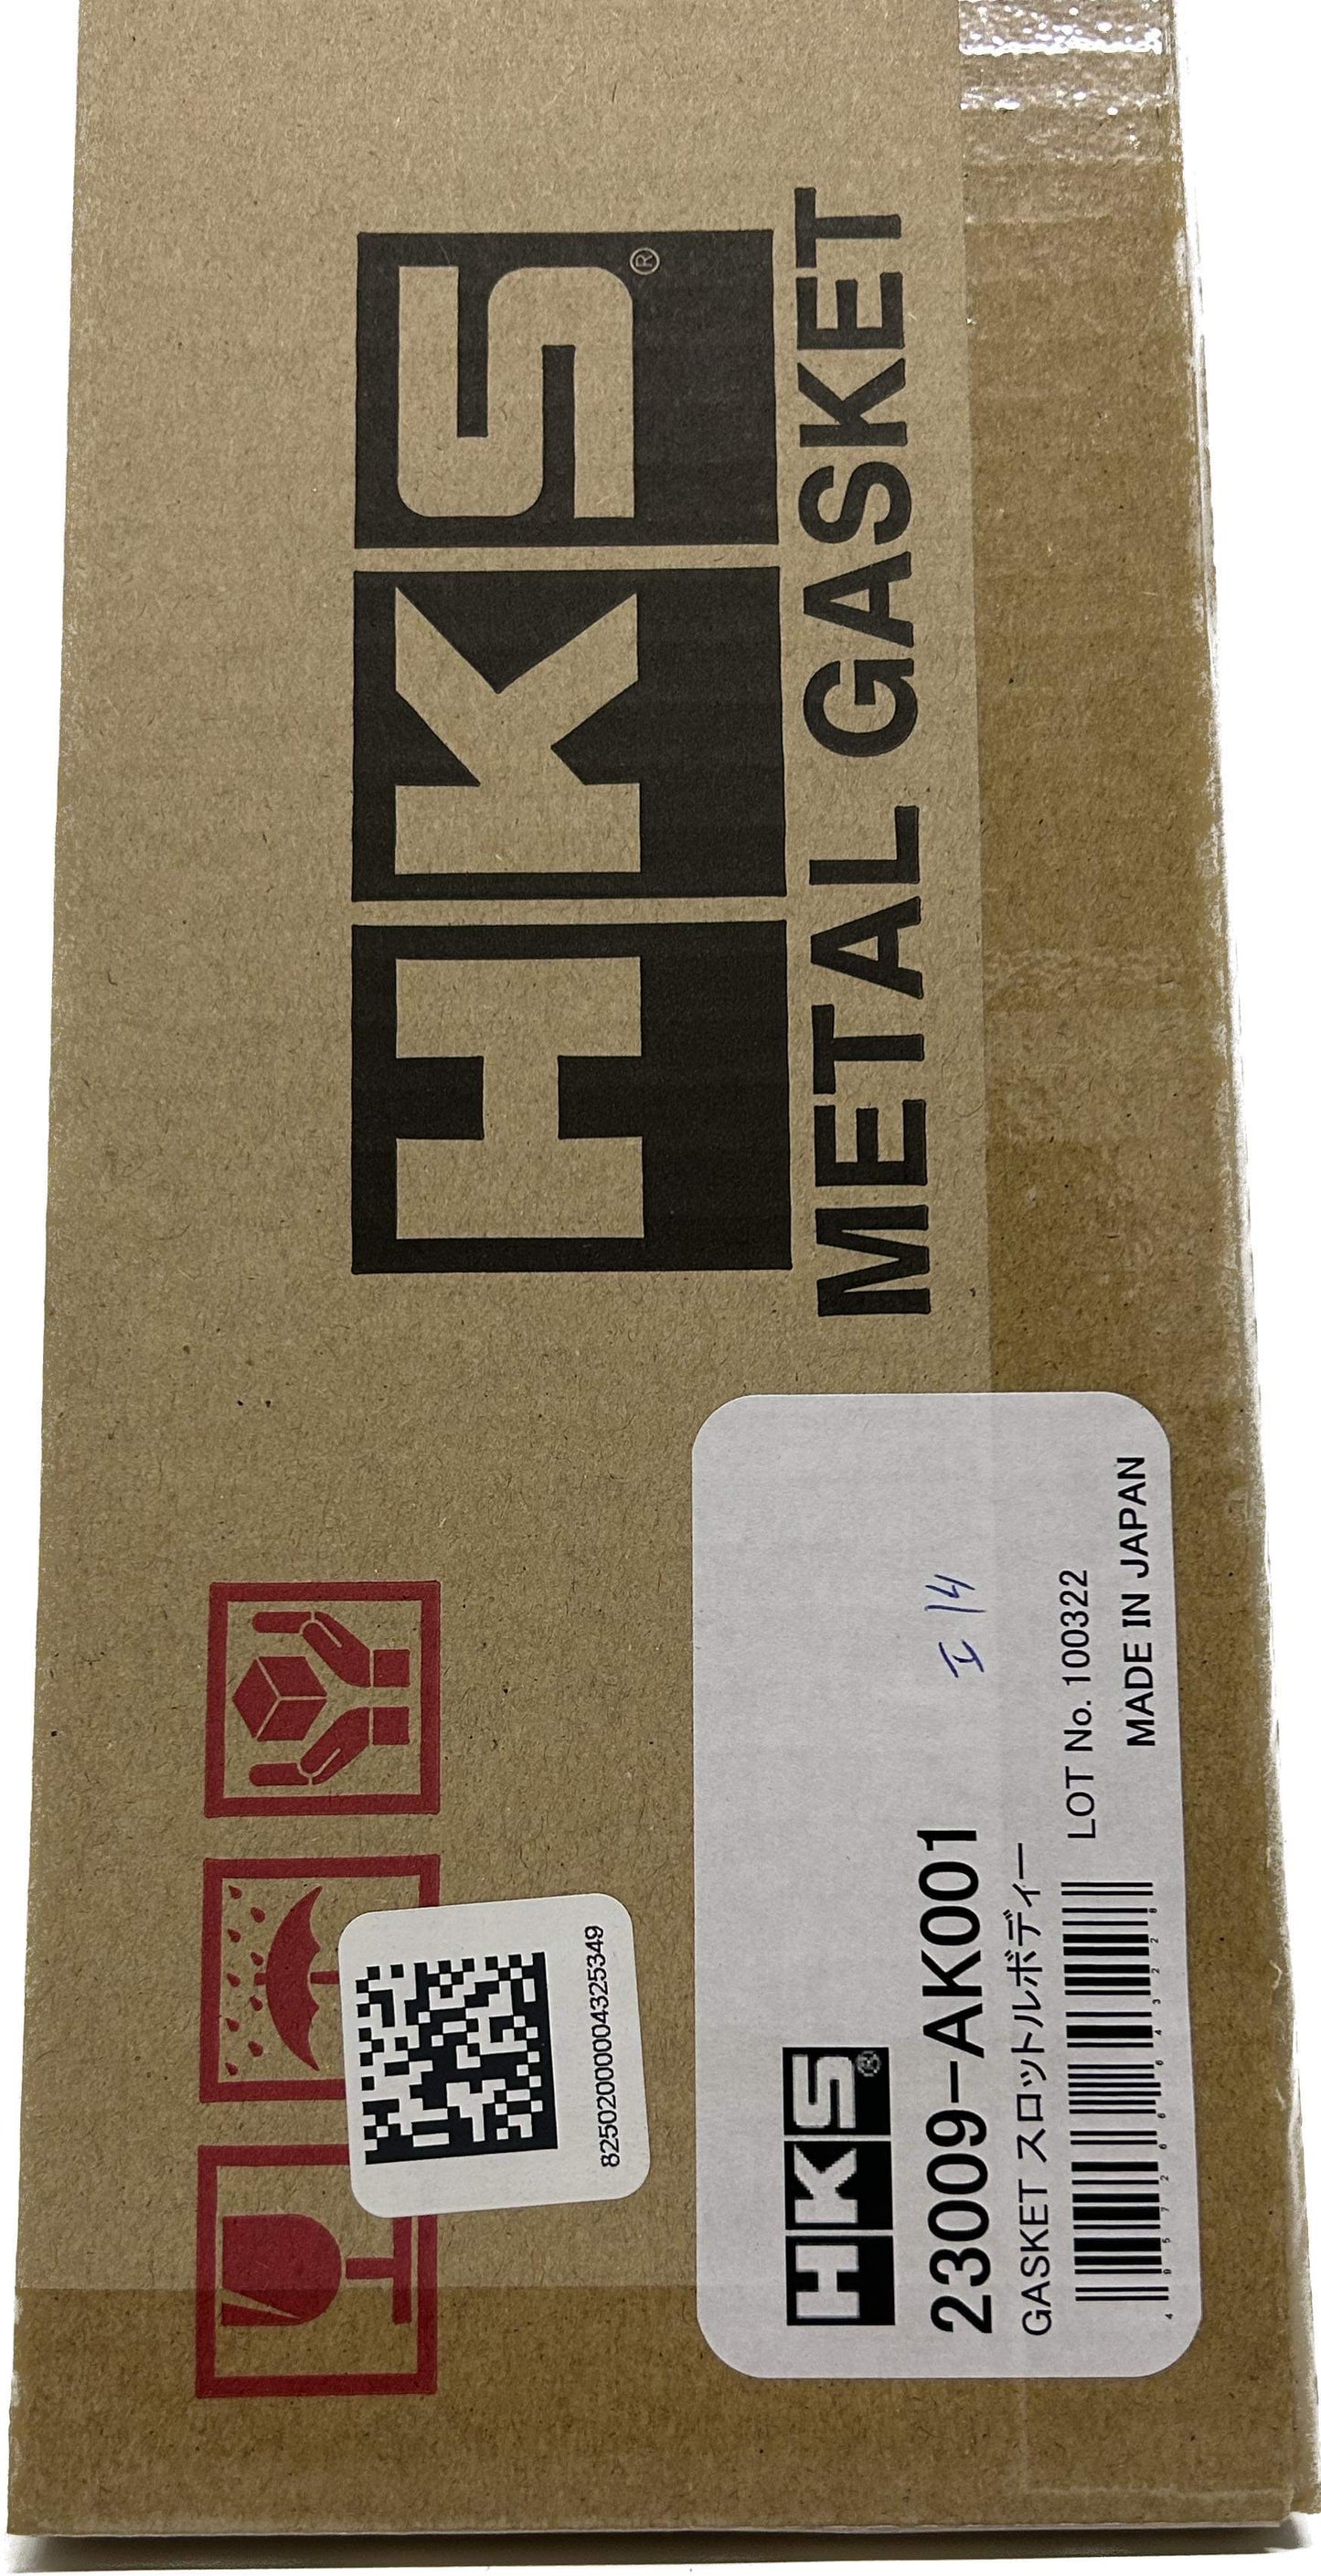 HKS®
METAL GASKET
825020000004325349
HKS®
23009-AK001
GASKET スロットルボディー
エ 14
LOT No. 100322
MADE IN JAPAN